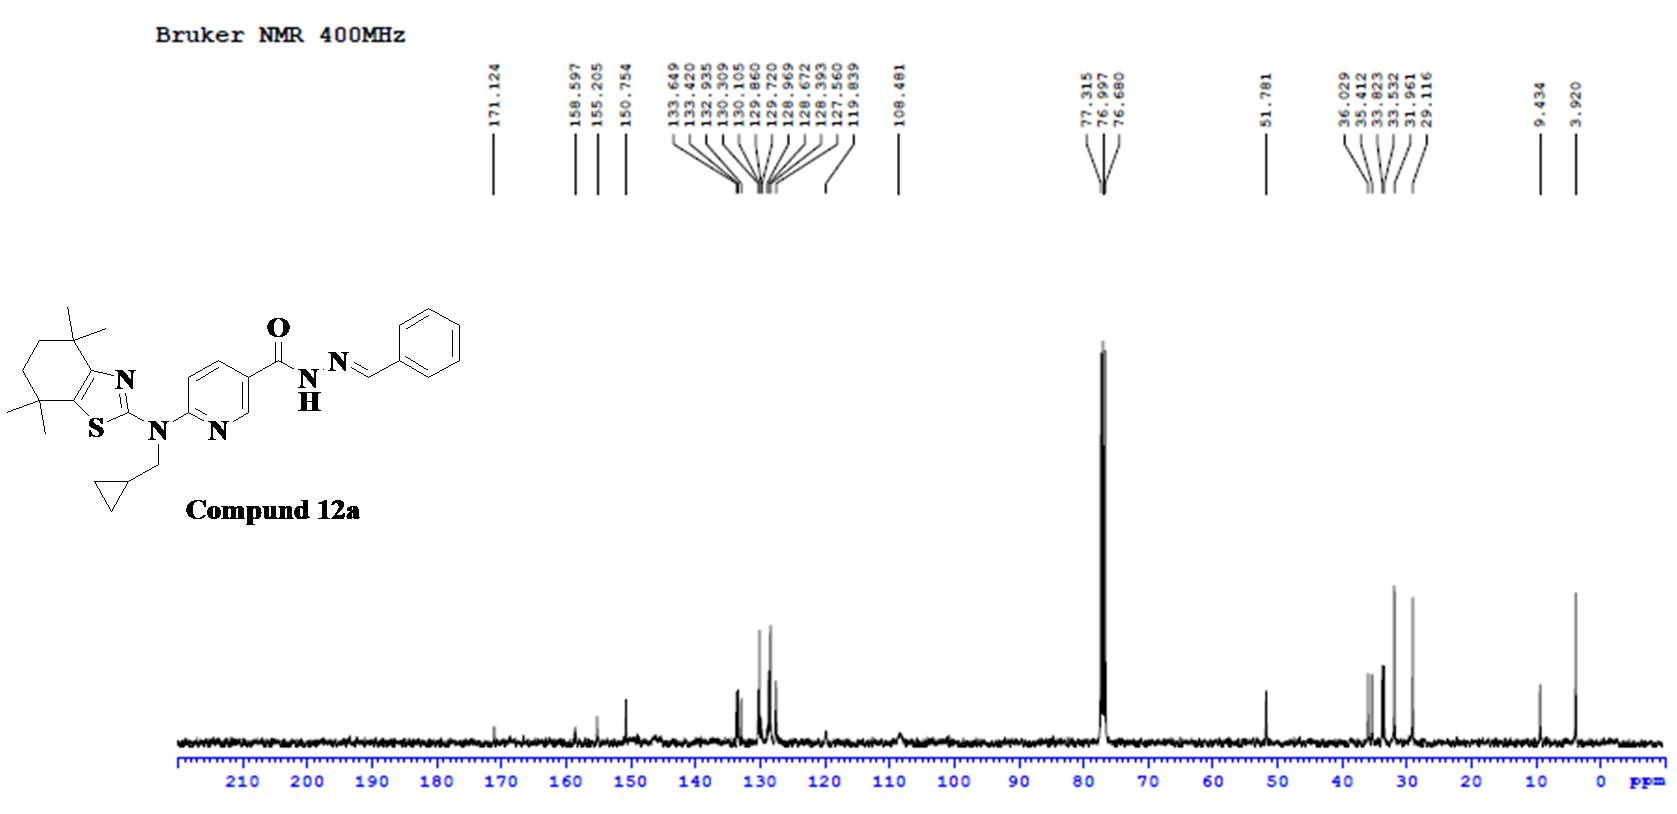 Bruker NMR 400MHz
171.124
158.597
155.205
150.754
133.649
133.420
132.935
130.309
130.105
129.860
129.720
128.969
128.672
128.393
127.560
119.839
108.481
77.315
76.997
76.680
51.781
36.029
35.412
33.823
33.532
31.961
29.116
9.434
3.920
O
N
N
H
N
S
N
N
Compund 12a
210 200 190 180 170 160 150 140 130 120 110 100 90 80 70 60 50 40 30 20 10 0 ppm